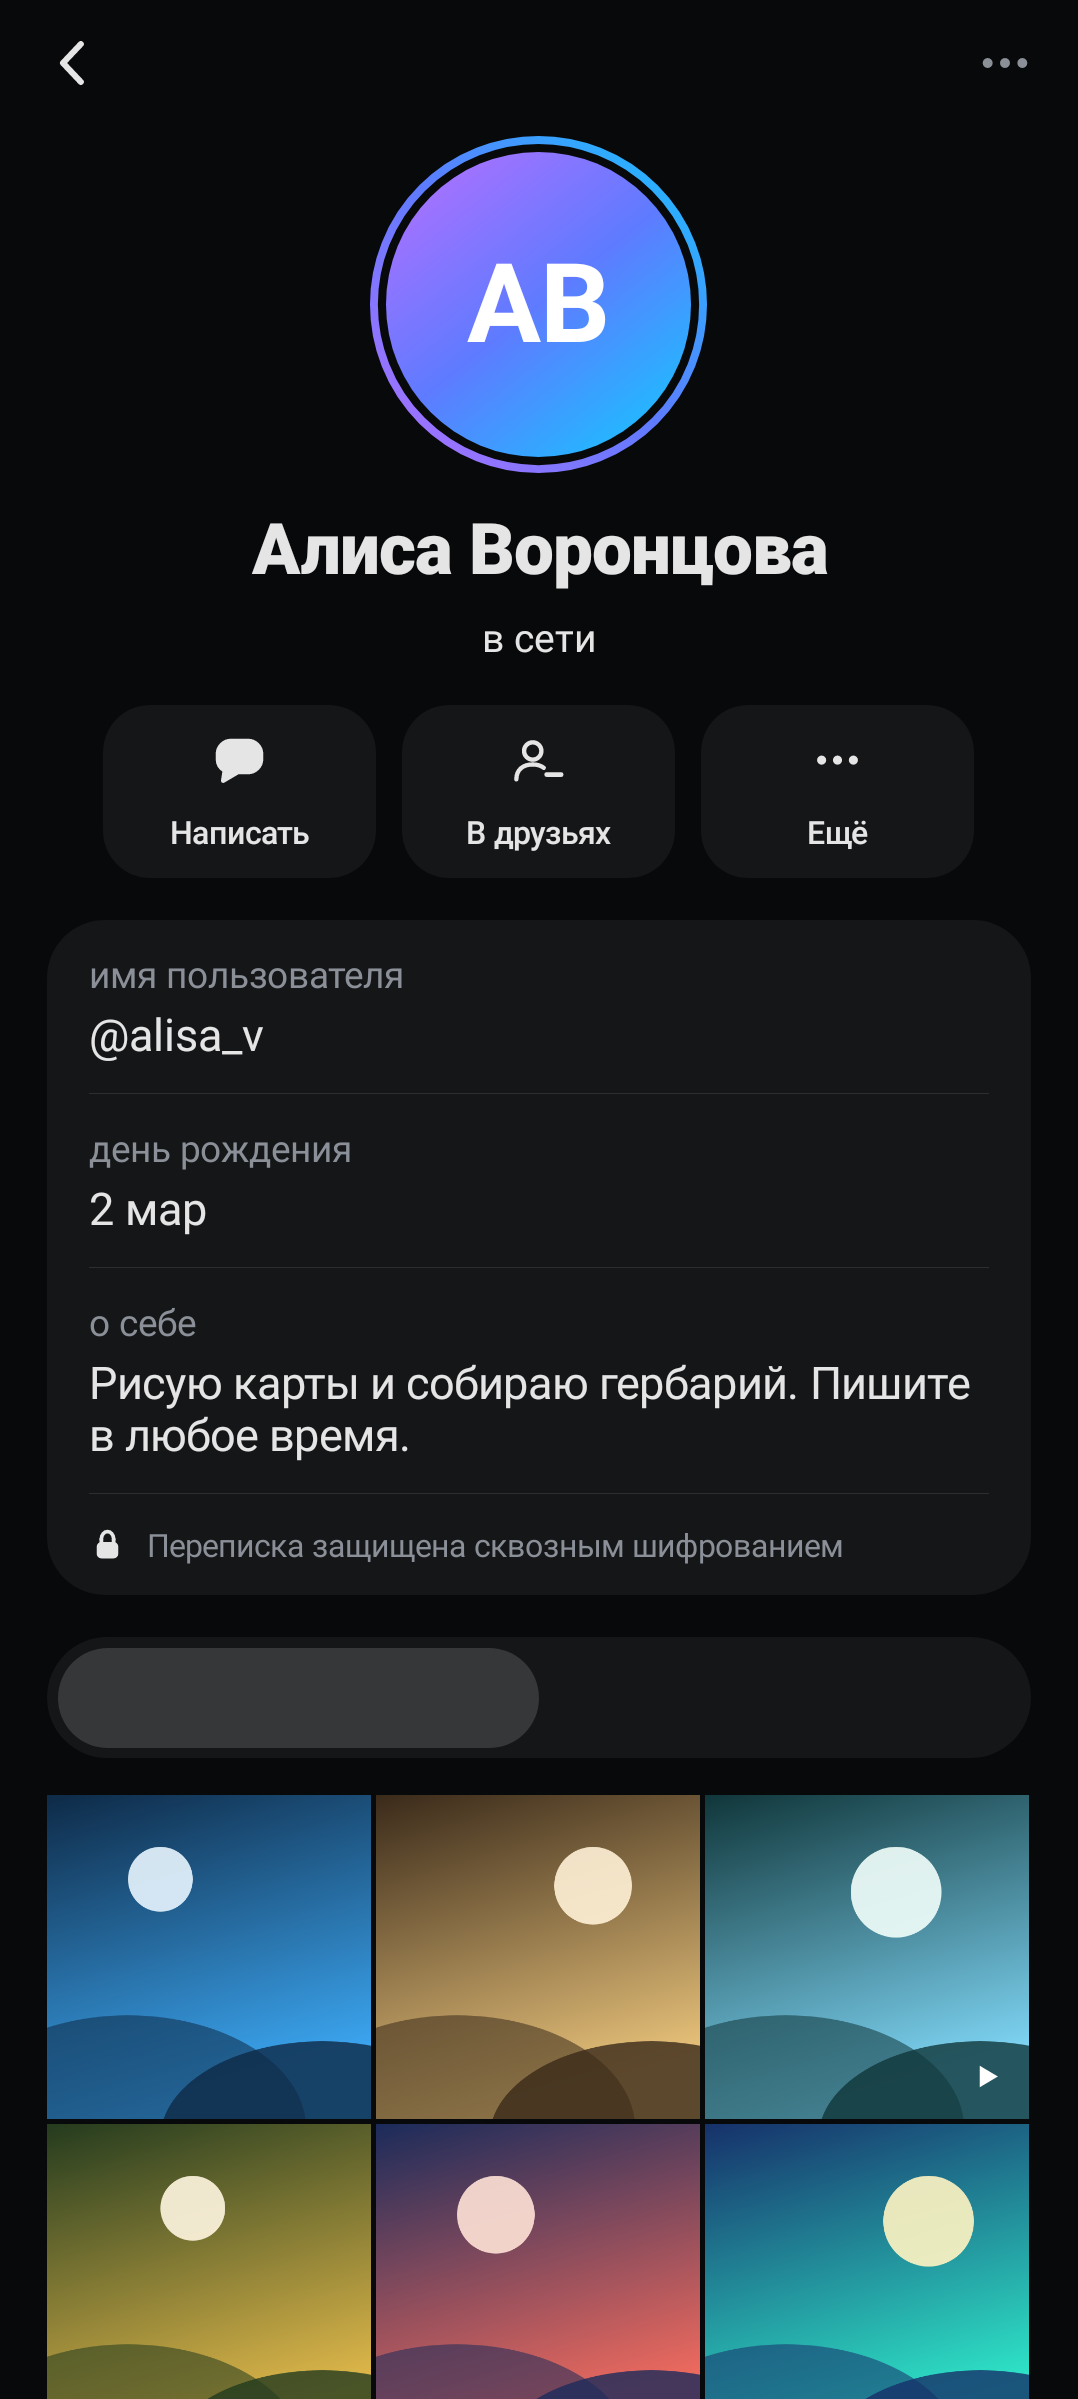 АВ
Алиса Воронцова
в сети
Написать
В друзьях
Ещё
имя пользователя
@alisa_v
день рождения
2 мар
о себе
Рисую карты и собираю гербарий. Пишите
в любое время.
Переписка защищена сквозным шифрованием